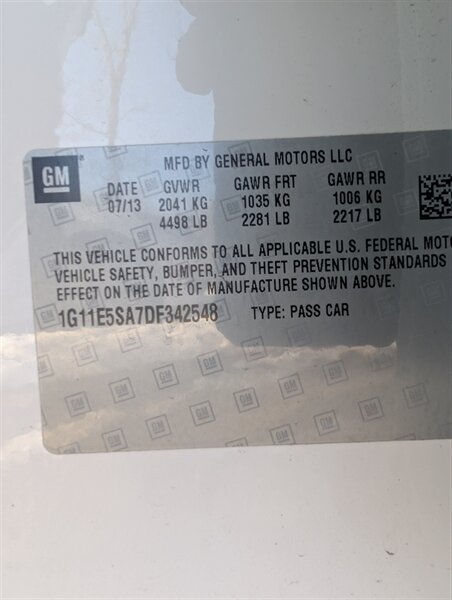 GM
MFD BY GENERAL MOTORS LLC
DATE GVWR GAWR FRT GAWR RR
07/13 2041 KG 1035 KG 1006 KG
4498 LB 2281 LB 2217 LB
THIS VEHICLE CONFORMS TO ALL APPLICABLE U.S. FEDERAL MOTO
VEHICLE SAFETY, BUMPER, AND THEFT PREVENTION STANDARDS
EFFECT ON THE DATE OF MANUFACTURE SHOWN ABOVE.
1G11E5SA7DF342548 TYPE: PASS CAR